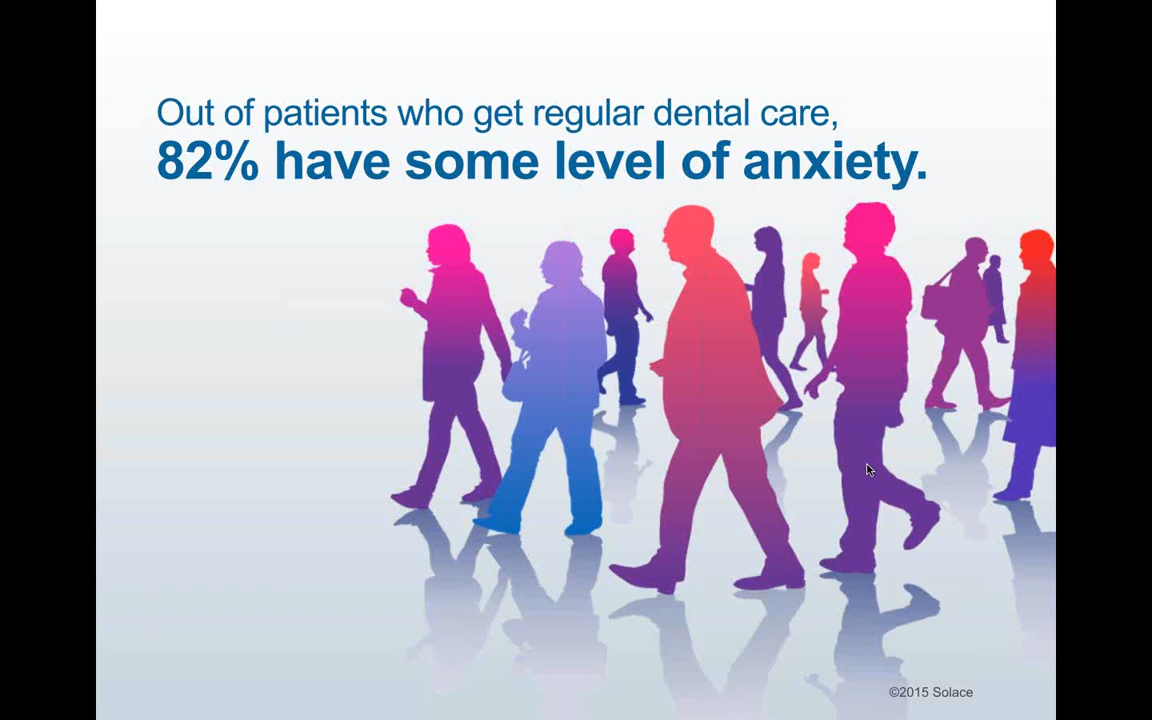 Out of patients who get regular dental care,
82% have some level of anxiety.
©2015 Solace